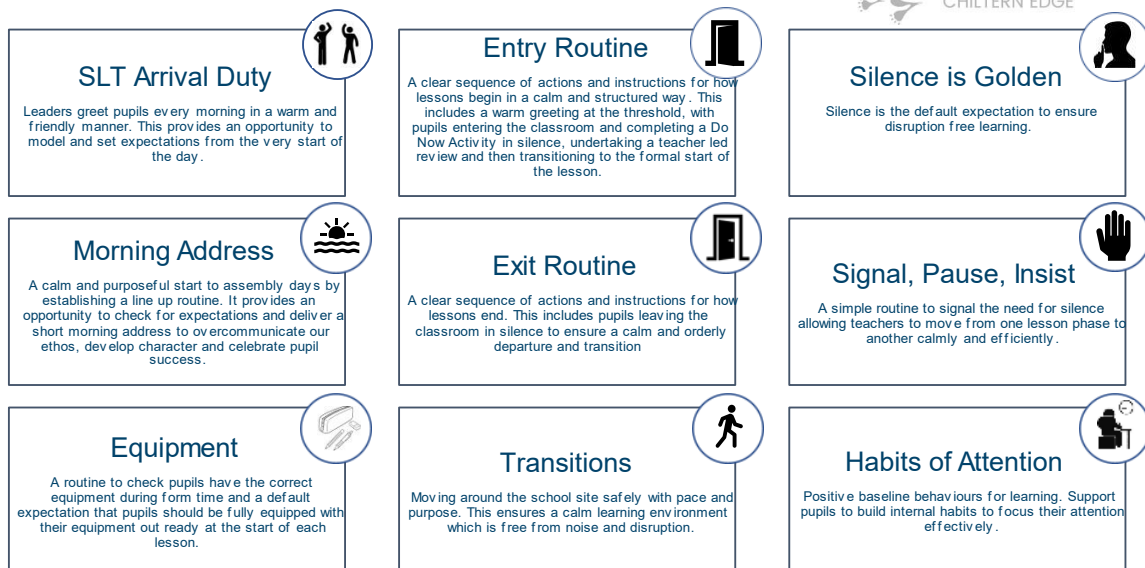 CHILTERN EDGE
SLT Arrival Duty
Leaders greet pupils every morning in a warm and
friendly manner. This provides an opportunity to
model and set expectations from the very start of
the day.
Entry Routine
A clear sequence of actions and instructions for how
lessons begin in a calm and structured way. This
includes a warm greeting at the threshold, with
pupils entering the classroom and completing a Do
Now Activity in silence, undertaking a teacher led
review and then transitioning to the formal start of
the lesson.
Silence is Golden
Silence is the default expectation to ensure
disruption free learning.
Morning Address
A calm and purposeful start to assembly days by
establishing a line up routine. It provides an
opportunity to check for expectations and deliver a
short morning address to overcommunicate our
ethos, develop character and celebrate pupil
success.
Exit Routine
A clear sequence of actions and instructions for how
lessons end. This includes pupils leaving the
classroom in silence to ensure a calm and orderly
departure and transition
Signal, Pause, Insist
A simple routine to signal the need for silence
allowing teachers to move from one lesson phase to
another calmly and efficiently.
Equipment
A routine to check pupils have the correct
equipment during form time and a default
expectation that pupils should be fully equipped with
their equipment out ready at the start of each
lesson.
Transitions
Moving around the school site safely with pace and
purpose. This ensures a calm learning environment
which is free from noise and disruption.
Habits of Attention
Positive baseline behaviours for learning. Support
pupils to build internal habits to focus their attention
effectively.